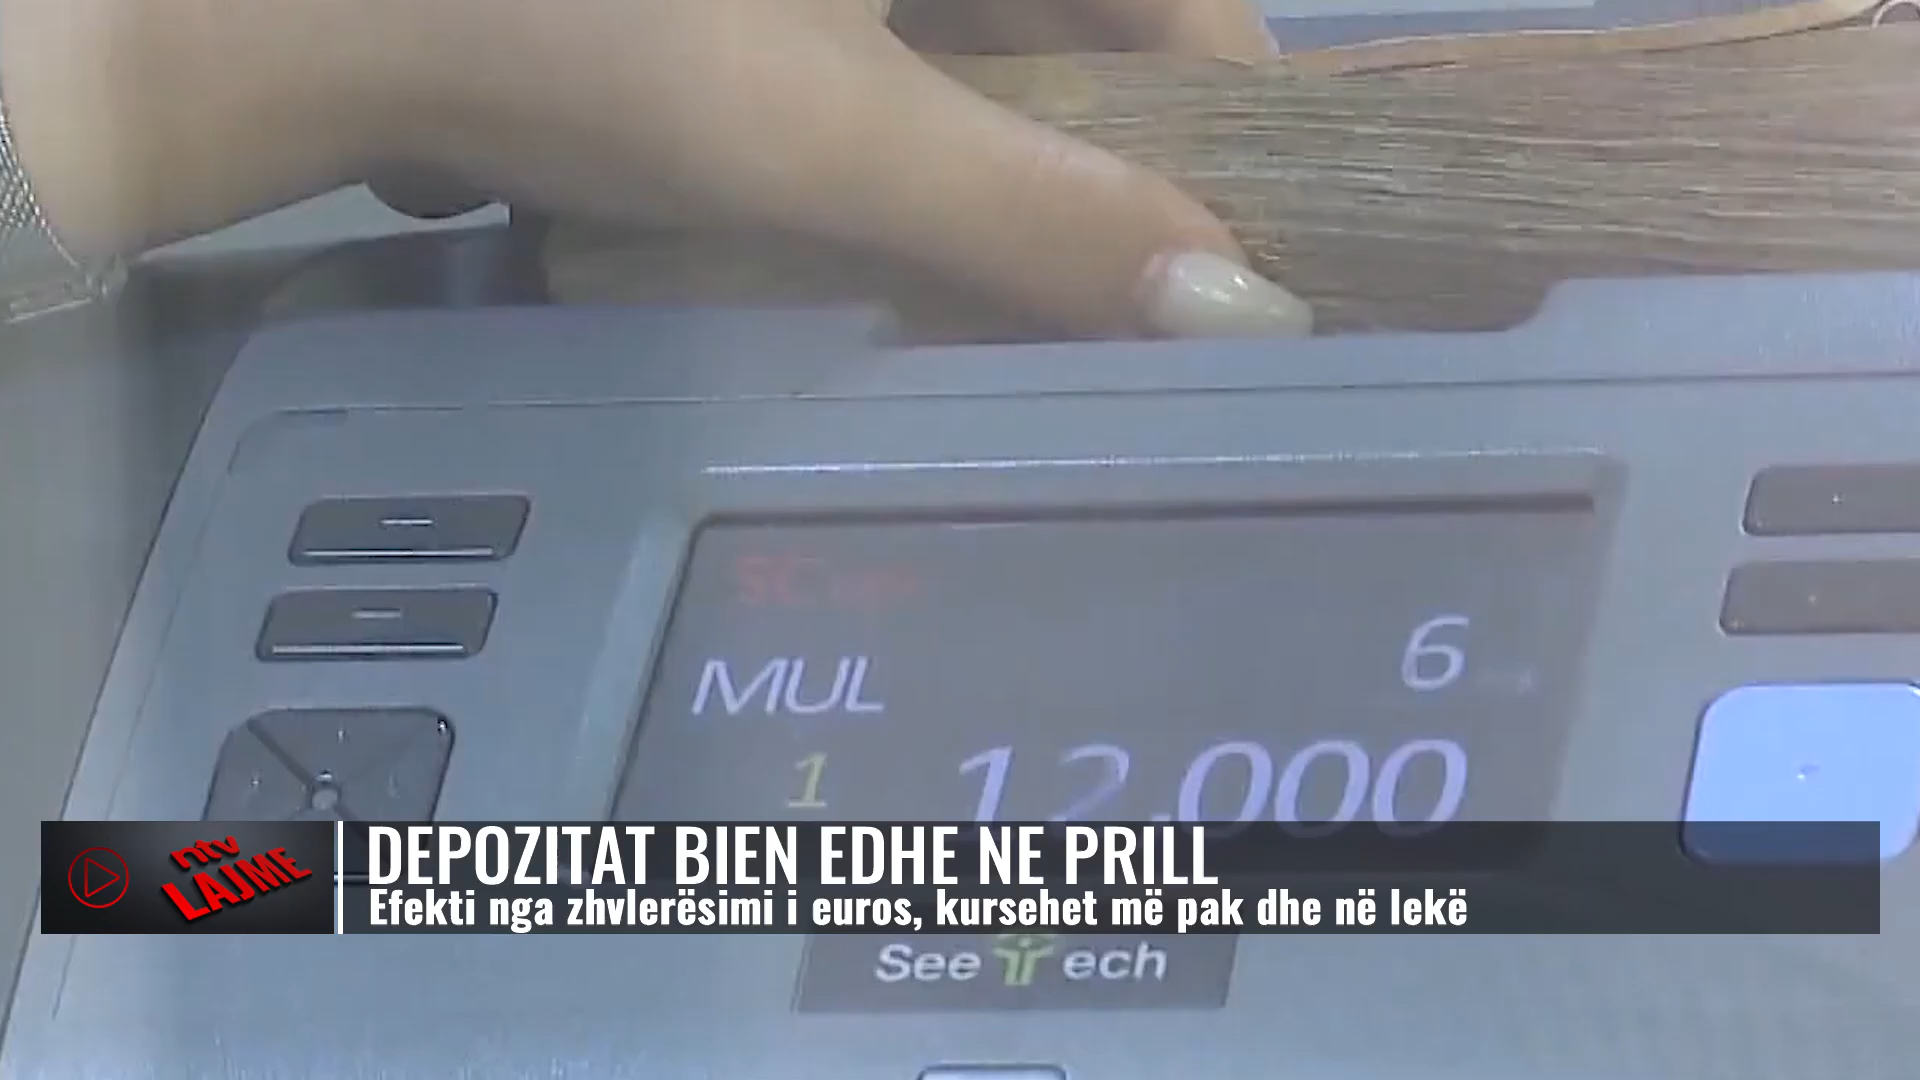 MUL
6
1
12.000
ntv
LAJME
DEPOZITAT BIEN EDHE NE PRILL
Efekti nga zhvlerësimi i euros, kursehet më pak dhe në lekë
SeeTech